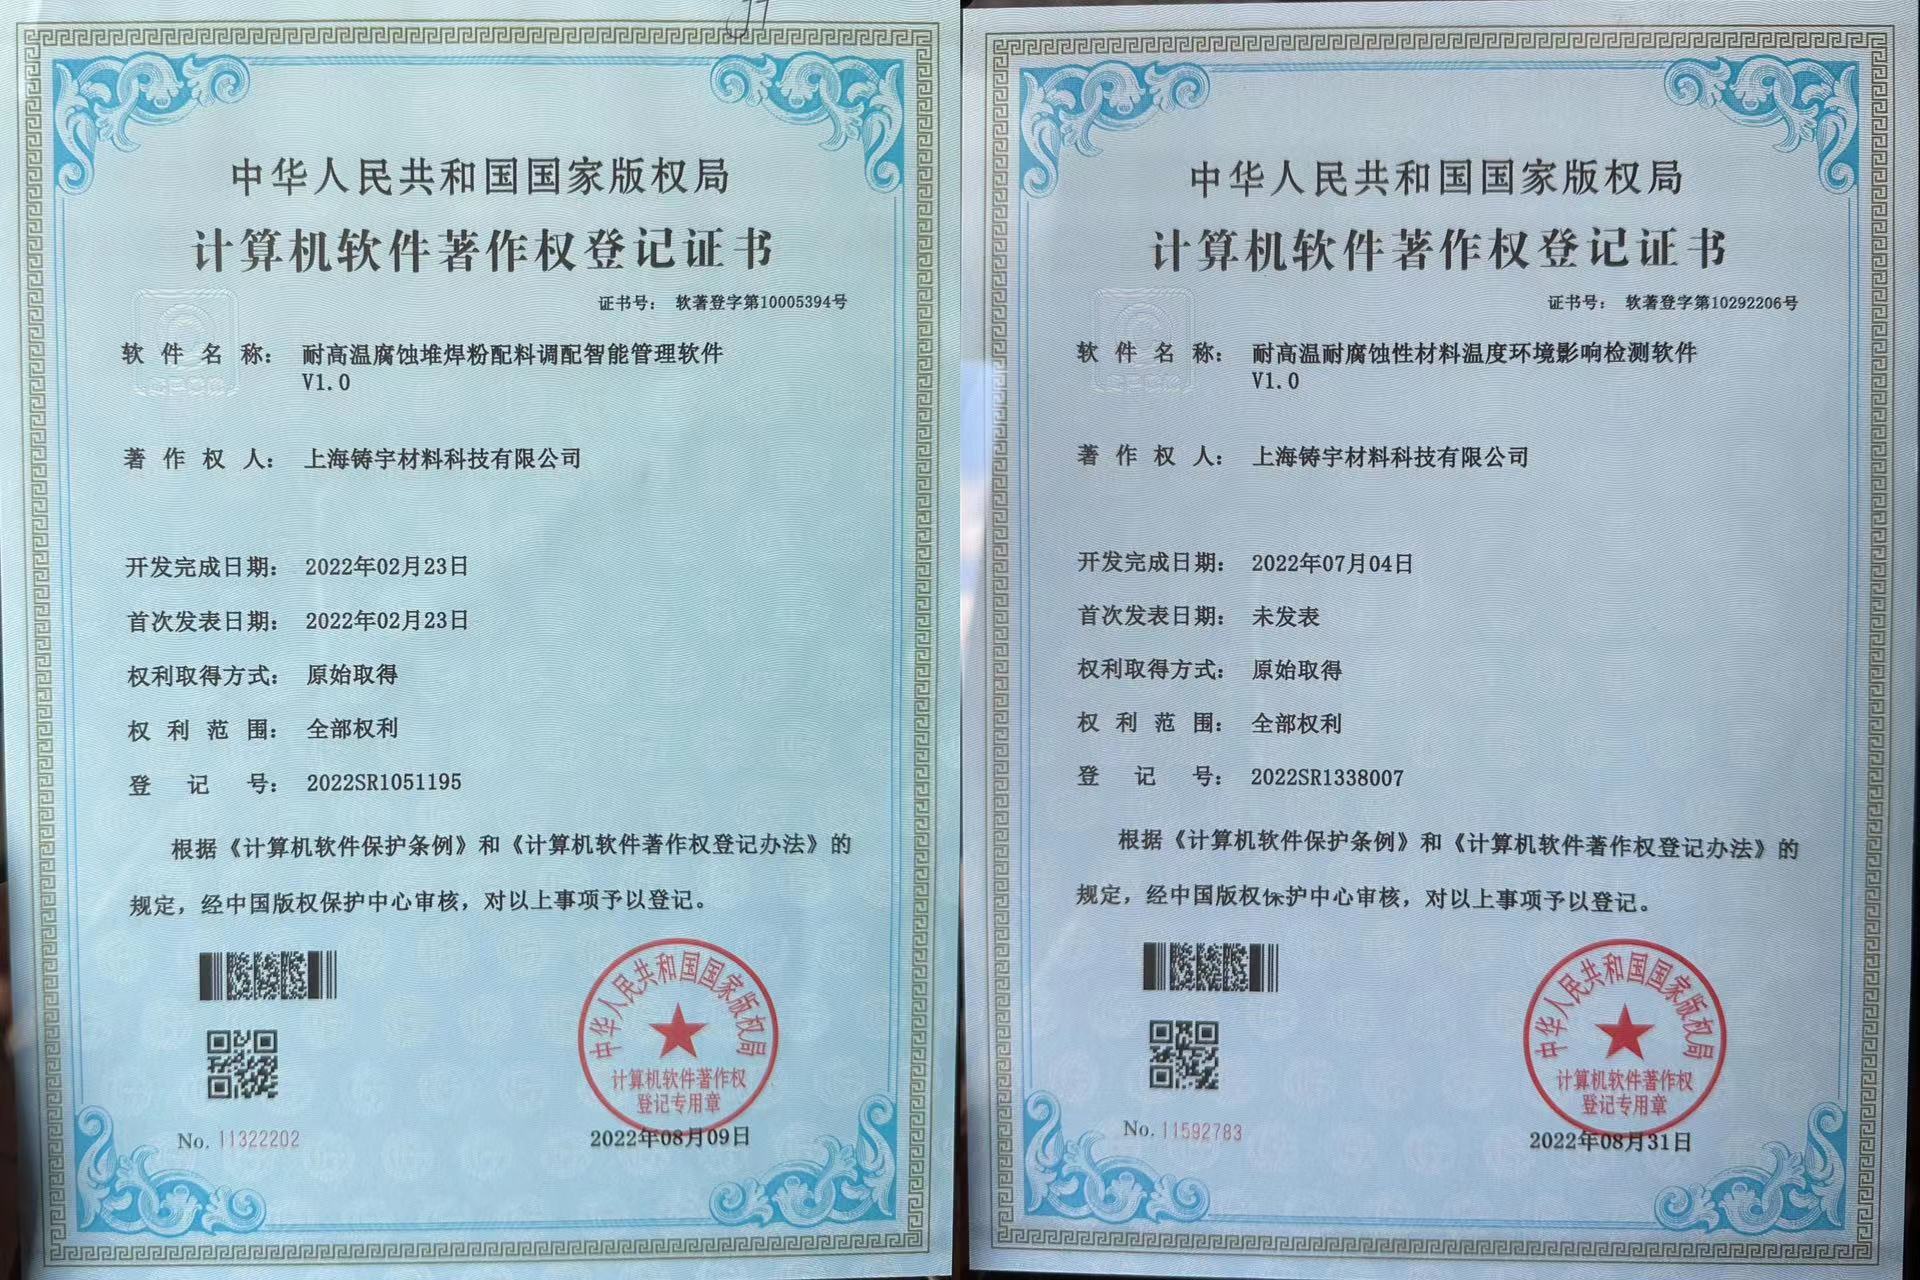 中华人民共和国国家版权局
计算机软件著作权登记证书
证书号： 软著登字第10005394号
软件名称： 耐高温腐蚀堆焊粉配料调配智能管理软件
V1.0
著作权人： 上海铸宇材料科技有限公司
开发完成日期： 2022年02月23日
首次发表日期： 2022年02月23日
权利取得方式： 原始取得
权利范围： 全部权利
登记号： 2022SR1051195
根据《计算机软件保护条例》和《计算机软件著作权登记办法》的
规定，经中国版权保护中心审核，对以上事项予以登记。
中华人民共和国国家版权局
计算机软件著作权
登记专用章
No. 11322202
2022年08月09日
中华人民共和国国家版权局
计算机软件著作权登记证书
证书号： 软著登字第10292206号
软件名称： 耐高温耐腐蚀性材料温度环境影响检测软件
V1.0
著作权人： 上海铸宇材料科技有限公司
开发完成日期： 2022年07月04日
首次发表日期： 未发表
权利取得方式： 原始取得
权利范围： 全部权利
登记号： 2022SR1338007
根据《计算机软件保护条例》和《计算机软件著作权登记办法》的
规定，经中国版权保护中心审核，对以上事项予以登记。
中华人民共和国国家版权局
计算机软件著作权
登记专用章
No. 11592783
2022年08月31日